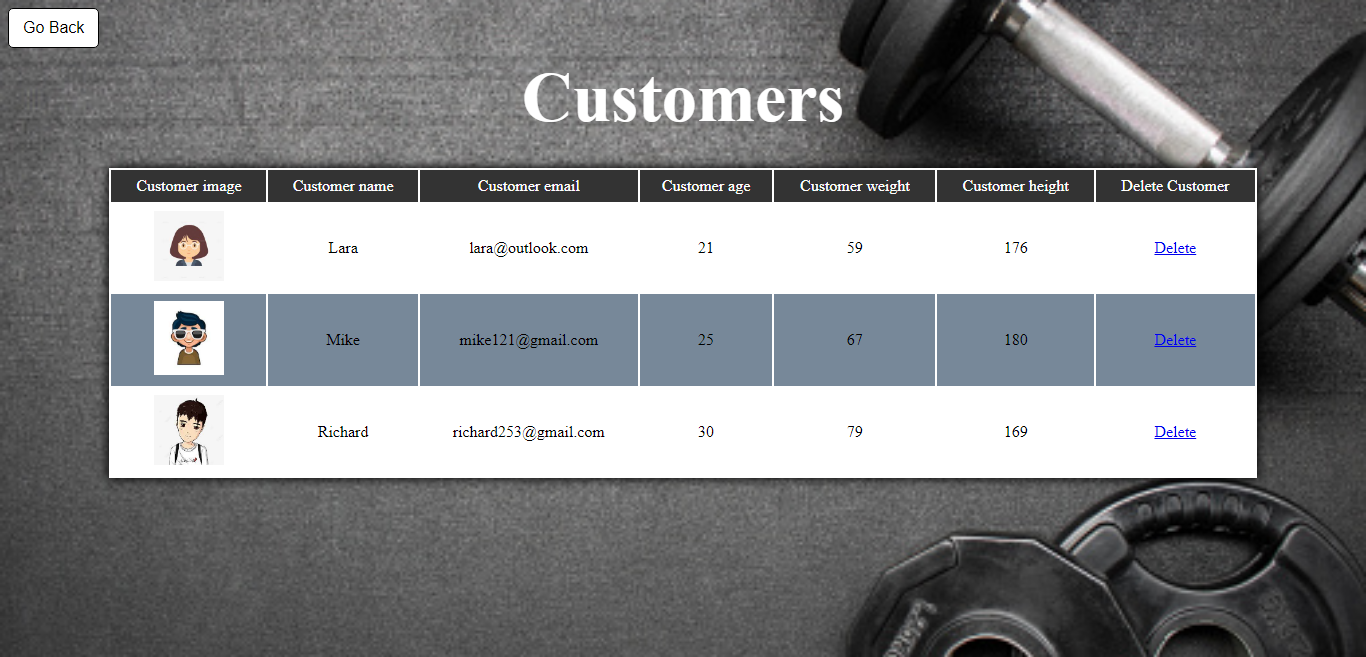 Go Back
Customers
Customer image Customer name Customer email Customer age Customer weight Customer height Delete Customer
Lara lara@outlook.com 21 59 176 Delete
Mike mike121@gmail.com 25 67 180 Delete
Richard richard253@gmail.com 30 79 169 Delete